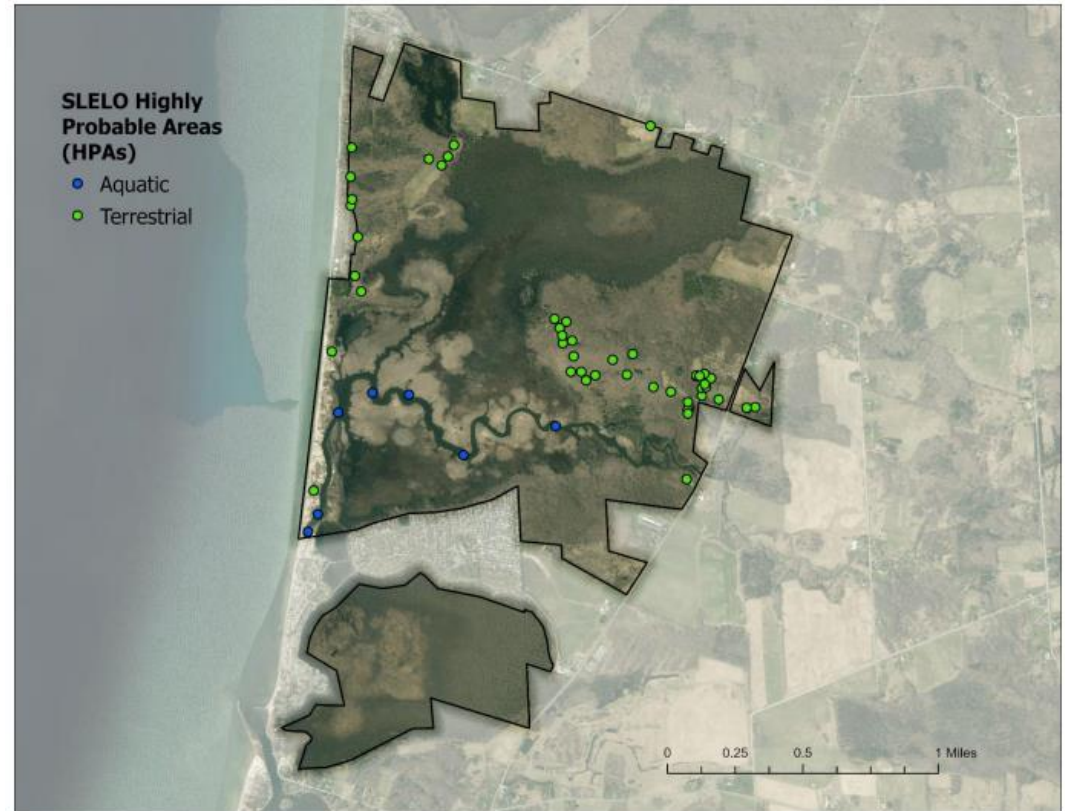 SLELO Highly
Probable Areas
(HPAs)
Aquatic
Terrestrial
0 0.25 0.5 1 Miles